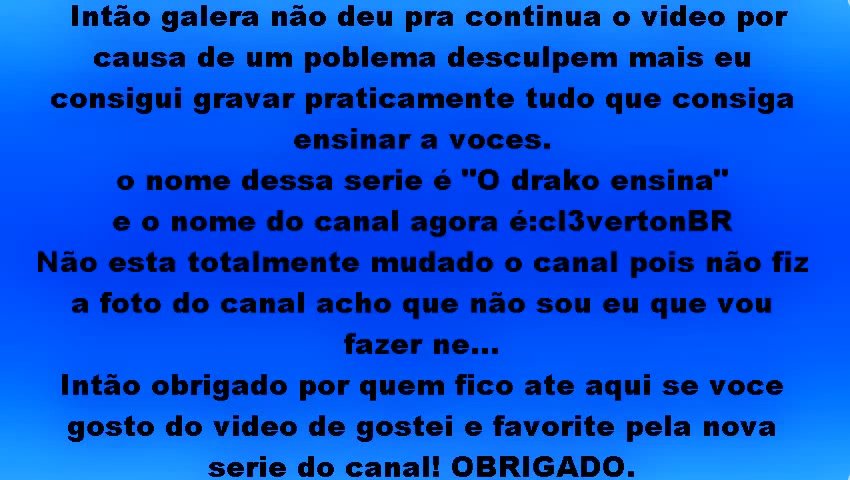 Intão galera não deu pra continua o video por
causa de um poblema desculpem mais eu
consigui gravar praticamente tudo que consiga
ensinar a voces.
o nome dessa serie é "O drako ensina"
e o nome do canal agora é:cl3vertonBR
Não esta totalmente mudado o canal pois não fiz
a foto do canal acho que não sou eu que vou
fazer ne...
Intão obrigado por quem fico ate aqui se voce
gosto do video de gostei e favorite pela nova
serie do canal! OBRIGADO.